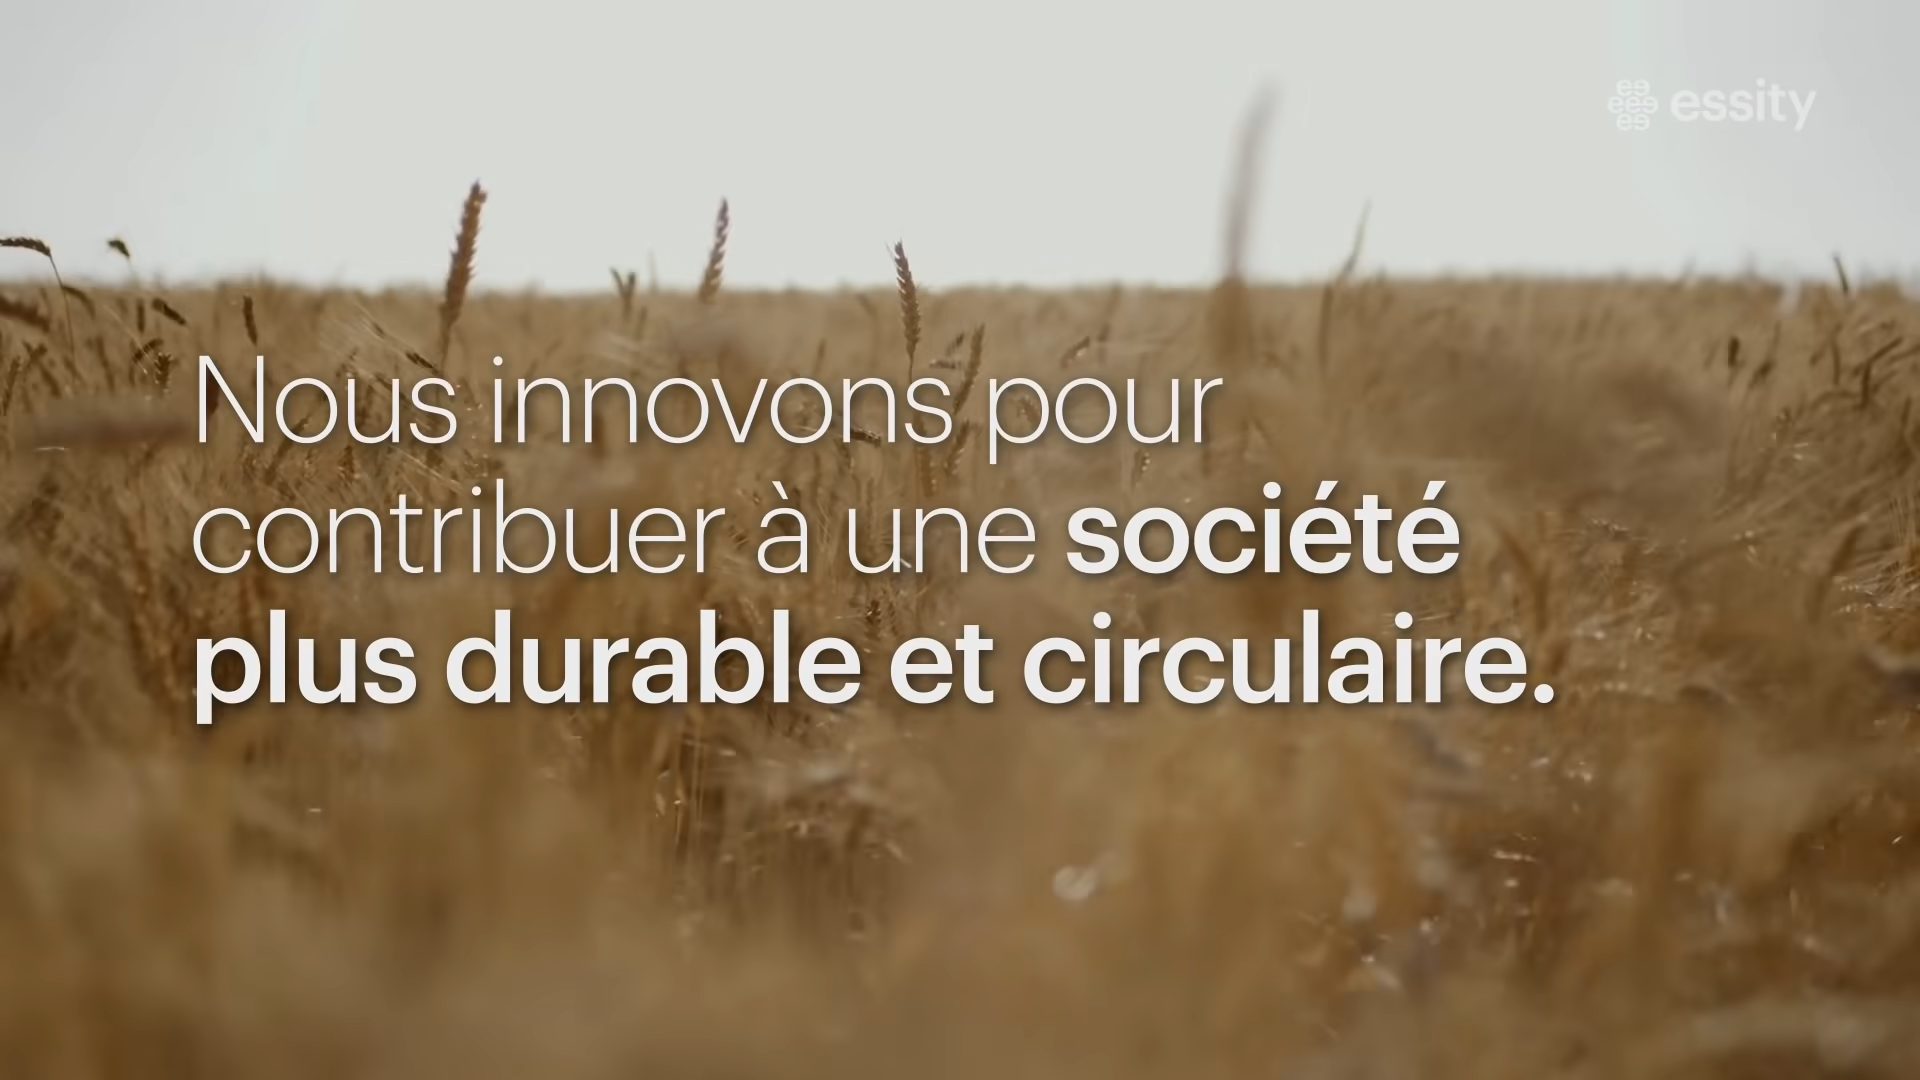 essity
Nous innovons pour
contribuer à une société
plus durable et circulaire.